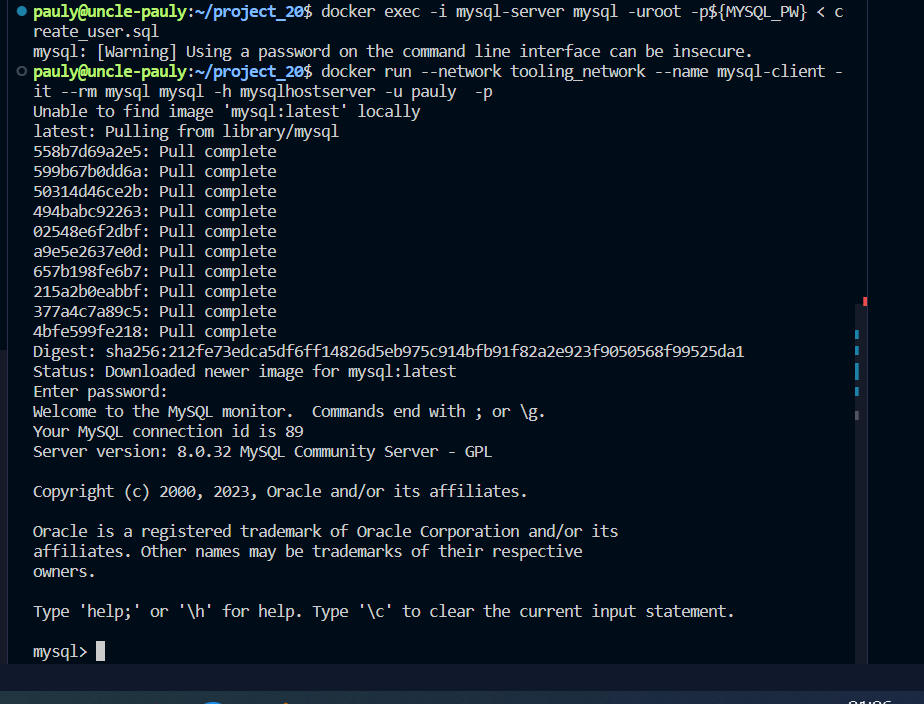 pauly@uncle-pauly:~/project_20$ docker exec -i mysql-server mysql -uroot -p${MYSQL_PW} < c
reate_user.sql
mysql: [Warning] Using a password on the command line interface can be insecure.
pauly@uncle-pauly:~/project_20$ docker run --network tooling_network --name mysql-client -
it --rm mysql mysql -h mysqlhostserver -u pauly  -p
Unable to find image 'mysql:latest' locally
latest: Pulling from library/mysql
558b7d69a2e5: Pull complete
599b67b0dd6a: Pull complete
50314d46ce2b: Pull complete
494babc92263: Pull complete
02548e6f2dbf: Pull complete
a9e5e2637e0d: Pull complete
657b198fe6b7: Pull complete
215a2b0eabbf: Pull complete
377a4c7a89c5: Pull complete
4bfe599fe218: Pull complete
Digest: sha256:212fe73edca5df6ff14826d5eb975c914bfb91f82a2e923f9050568f99525da1
Status: Downloaded newer image for mysql:latest
Enter password:
Welcome to the MySQL monitor.  Commands end with ; or \g.
Your MySQL connection id is 89
Server version: 8.0.32 MySQL Community Server - GPL
Copyright (c) 2000, 2023, Oracle and/or its affiliates.
Oracle is a registered trademark of Oracle Corporation and/or its
affiliates. Other names may be trademarks of their respective
owners.
Type 'help;' or '\h' for help. Type '\c' to clear the current input statement.
mysql>